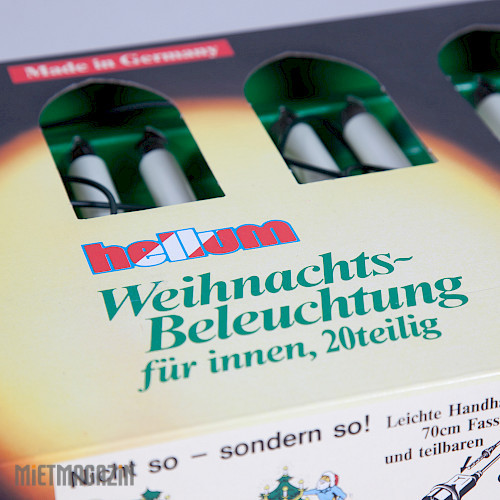 Made in Germany
hellum
Weihnachts-
Beleuchtung
für innen, 20teilig
Nicht so – sondern so!
Leichte Handha
70cm Fass
und teilbaren
MiETMAGAZiN